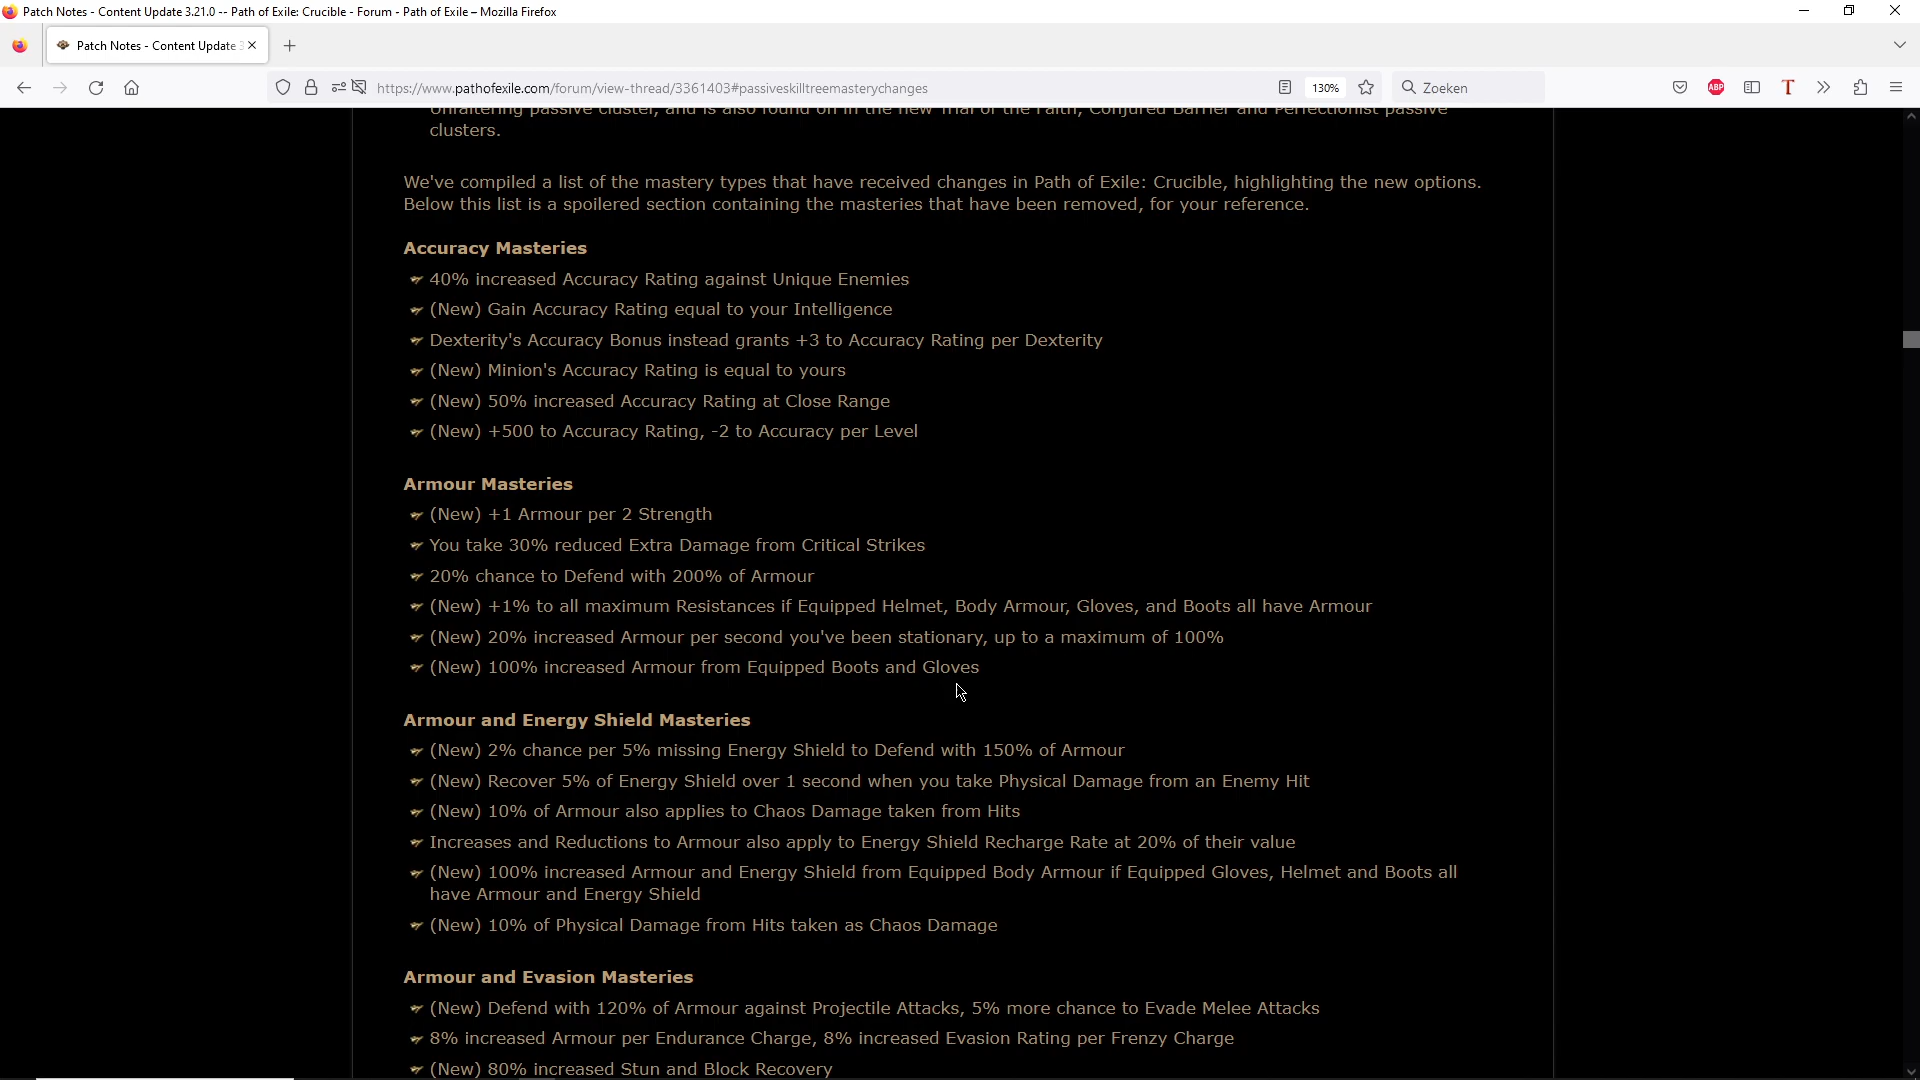 Patch Notes - Content Update 3.21.0 -- Path of Exile: Crucible - Forum - Path of Exile – Mozilla Firefox
Patch Notes - Content Update 3
https://www.pathofexile.com/forum/view-thread/3361403#passiveskilltreemasterychanges
130%
Zoeken
ABP
T
Unfaltering passive cluster, and is also found on in the new Trial of the Faith, Conjured Barrier and Perfectionist passive
clusters.
We've compiled a list of the mastery types that have received changes in Path of Exile: Crucible, highlighting the new options.
Below this list is a spoilered section containing the masteries that have been removed, for your reference.
Accuracy Masteries
40% increased Accuracy Rating against Unique Enemies
(New) Gain Accuracy Rating equal to your Intelligence
Dexterity's Accuracy Bonus instead grants +3 to Accuracy Rating per Dexterity
(New) Minion's Accuracy Rating is equal to yours
(New) 50% increased Accuracy Rating at Close Range
(New) +500 to Accuracy Rating, -2 to Accuracy per Level
Armour Masteries
(New) +1 Armour per 2 Strength
You take 30% reduced Extra Damage from Critical Strikes
20% chance to Defend with 200% of Armour
(New) +1% to all maximum Resistances if Equipped Helmet, Body Armour, Gloves, and Boots all have Armour
(New) 20% increased Armour per second you've been stationary, up to a maximum of 100%
(New) 100% increased Armour from Equipped Boots and Gloves
Armour and Energy Shield Masteries
(New) 2% chance per 5% missing Energy Shield to Defend with 150% of Armour
(New) Recover 5% of Energy Shield over 1 second when you take Physical Damage from an Enemy Hit
(New) 10% of Armour also applies to Chaos Damage taken from Hits
Increases and Reductions to Armour also apply to Energy Shield Recharge Rate at 20% of their value
(New) 100% increased Armour and Energy Shield from Equipped Body Armour if Equipped Gloves, Helmet and Boots all
have Armour and Energy Shield
(New) 10% of Physical Damage from Hits taken as Chaos Damage
Armour and Evasion Masteries
(New) Defend with 120% of Armour against Projectile Attacks, 5% more chance to Evade Melee Attacks
8% increased Armour per Endurance Charge, 8% increased Evasion Rating per Frenzy Charge
(New) 80% increased Stun and Block Recovery